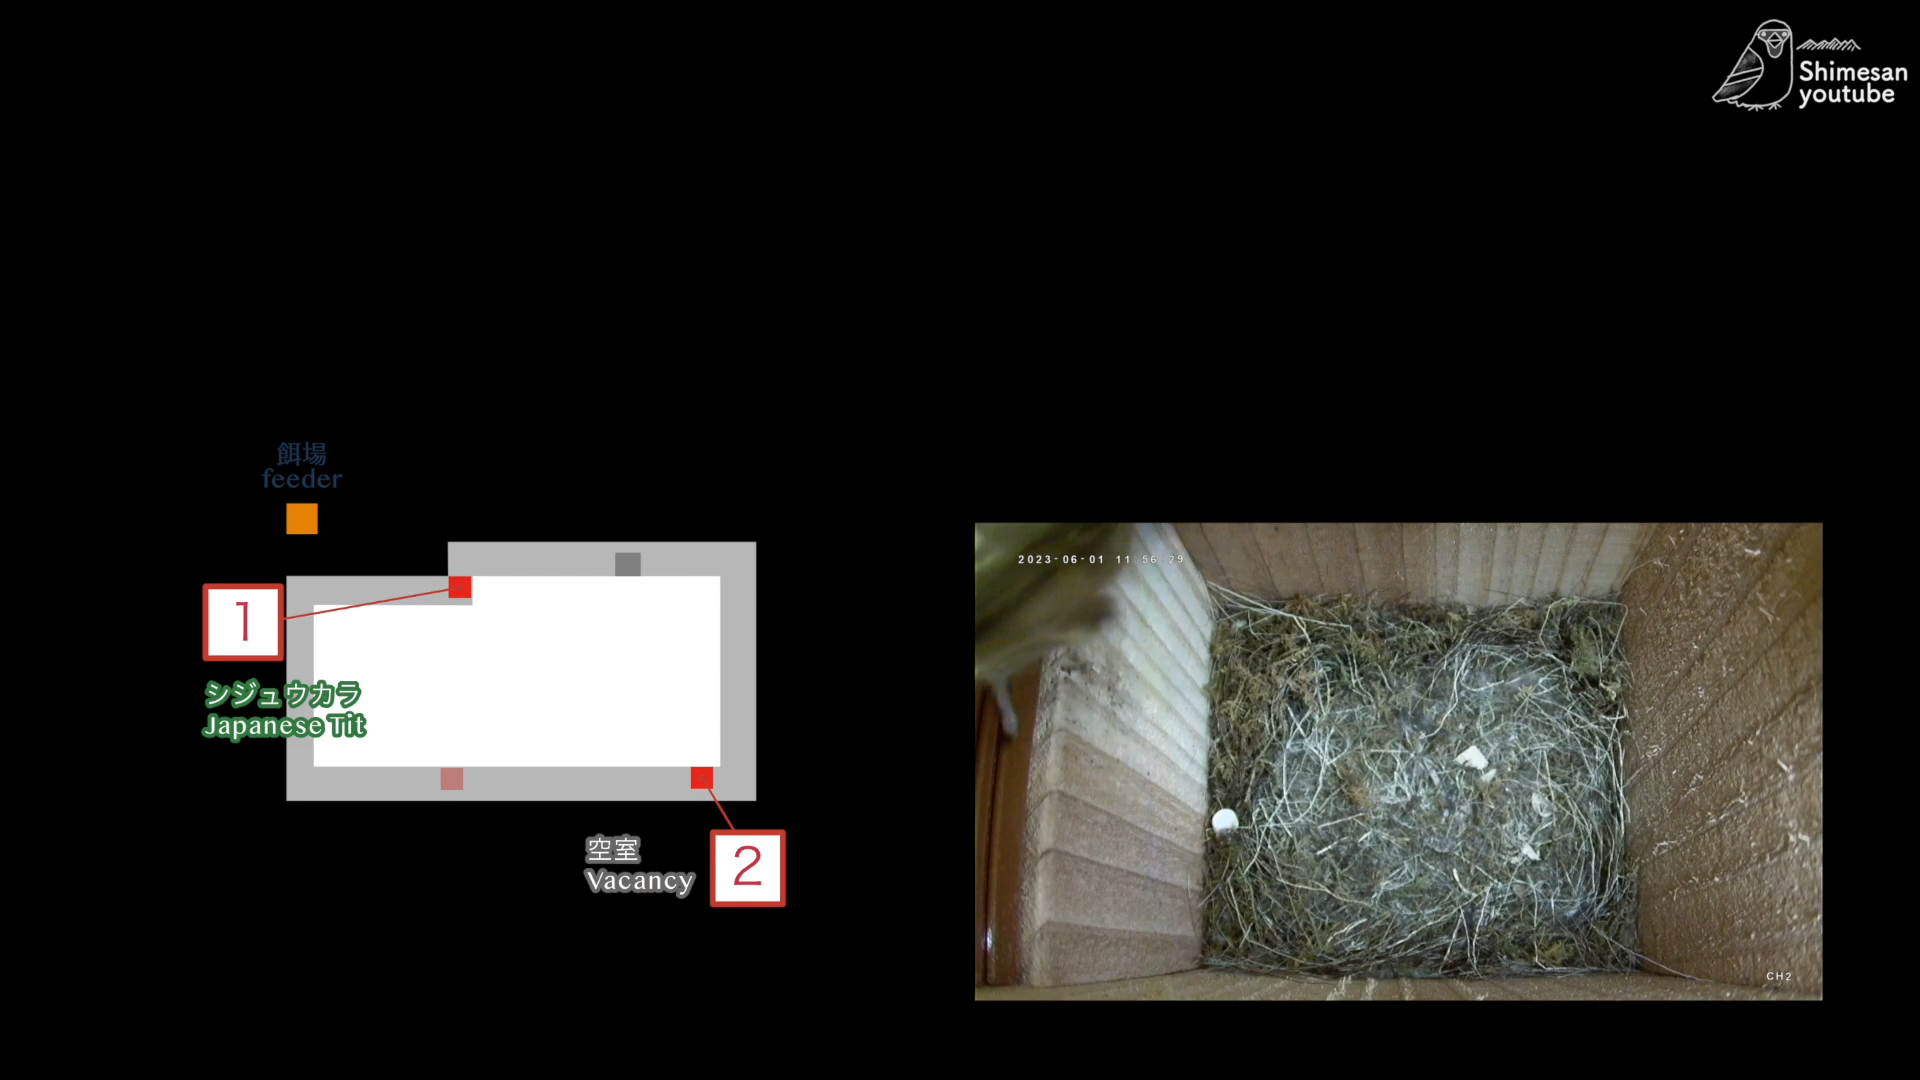 Shimesan
youtube
餌場
feeder
1
シジュウカラ
Japanese Tit
空室
Vacancy
2
2023-06-01 11:56:29
CH2